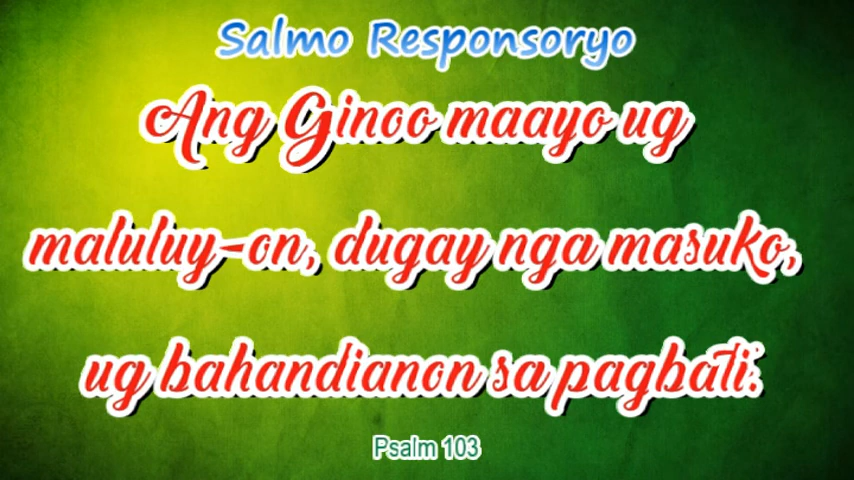 Salmo Responsoryo
Ang Ginoo maayo ug
maluluy-on, dugay nga masuko,
ug bahandianon sa pagbati.
Psalm 103